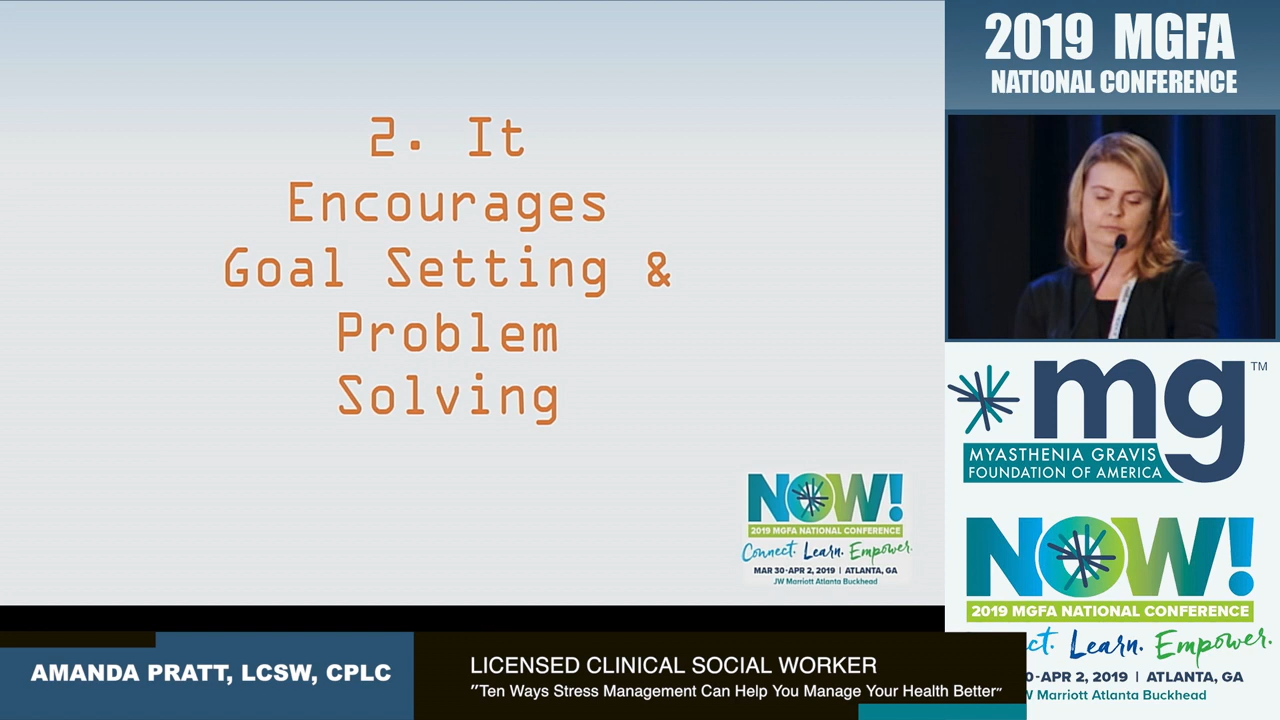 2. It
Encourages
Goal Setting &
Problem
Solving
NOW!
2019 MGFA NATIONAL CONFERENCE
Connect. Learn. Empower.
MAR 30-APR 2, 2019 | ATLANTA, GA
JW Marriott Atlanta Buckhead
2019 MGFA
NATIONAL CONFERENCE
mg™
MYASTHENIA GRAVIS
FOUNDATION OF AMERICA
NOW!
2019 MGFA NATIONAL CONFERENCE
ct. Learn. Empower.
0-APR 2, 2019 | ATLANTA, GA
W Marriott Atlanta Buckhead
AMANDA PRATT, LCSW, CPLC
LICENSED CLINICAL SOCIAL WORKER
"Ten Ways Stress Management Can Help You Manage Your Health Better"